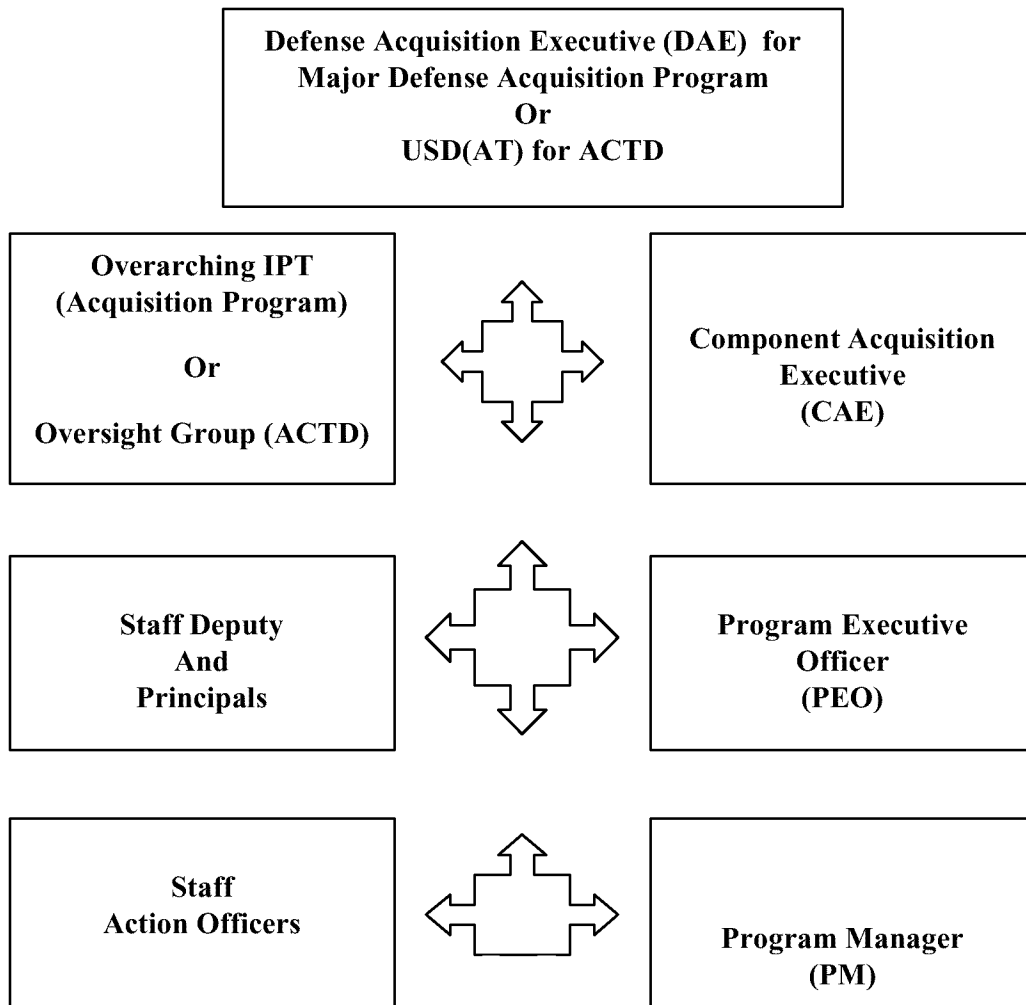 Defense Acquisition Executive (DAE) for
Major Defense Acquisition Program
Or
USD(AT) for ACTD
Overarching IPT
(Acquisition Program)
Or
Oversight Group (ACTD)
Component Acquisition
Executive
(CAE)
Staff Deputy
And
Principals
Program Executive
Officer
(PEO)
Staff
Action Officers
Program Manager
(PM)